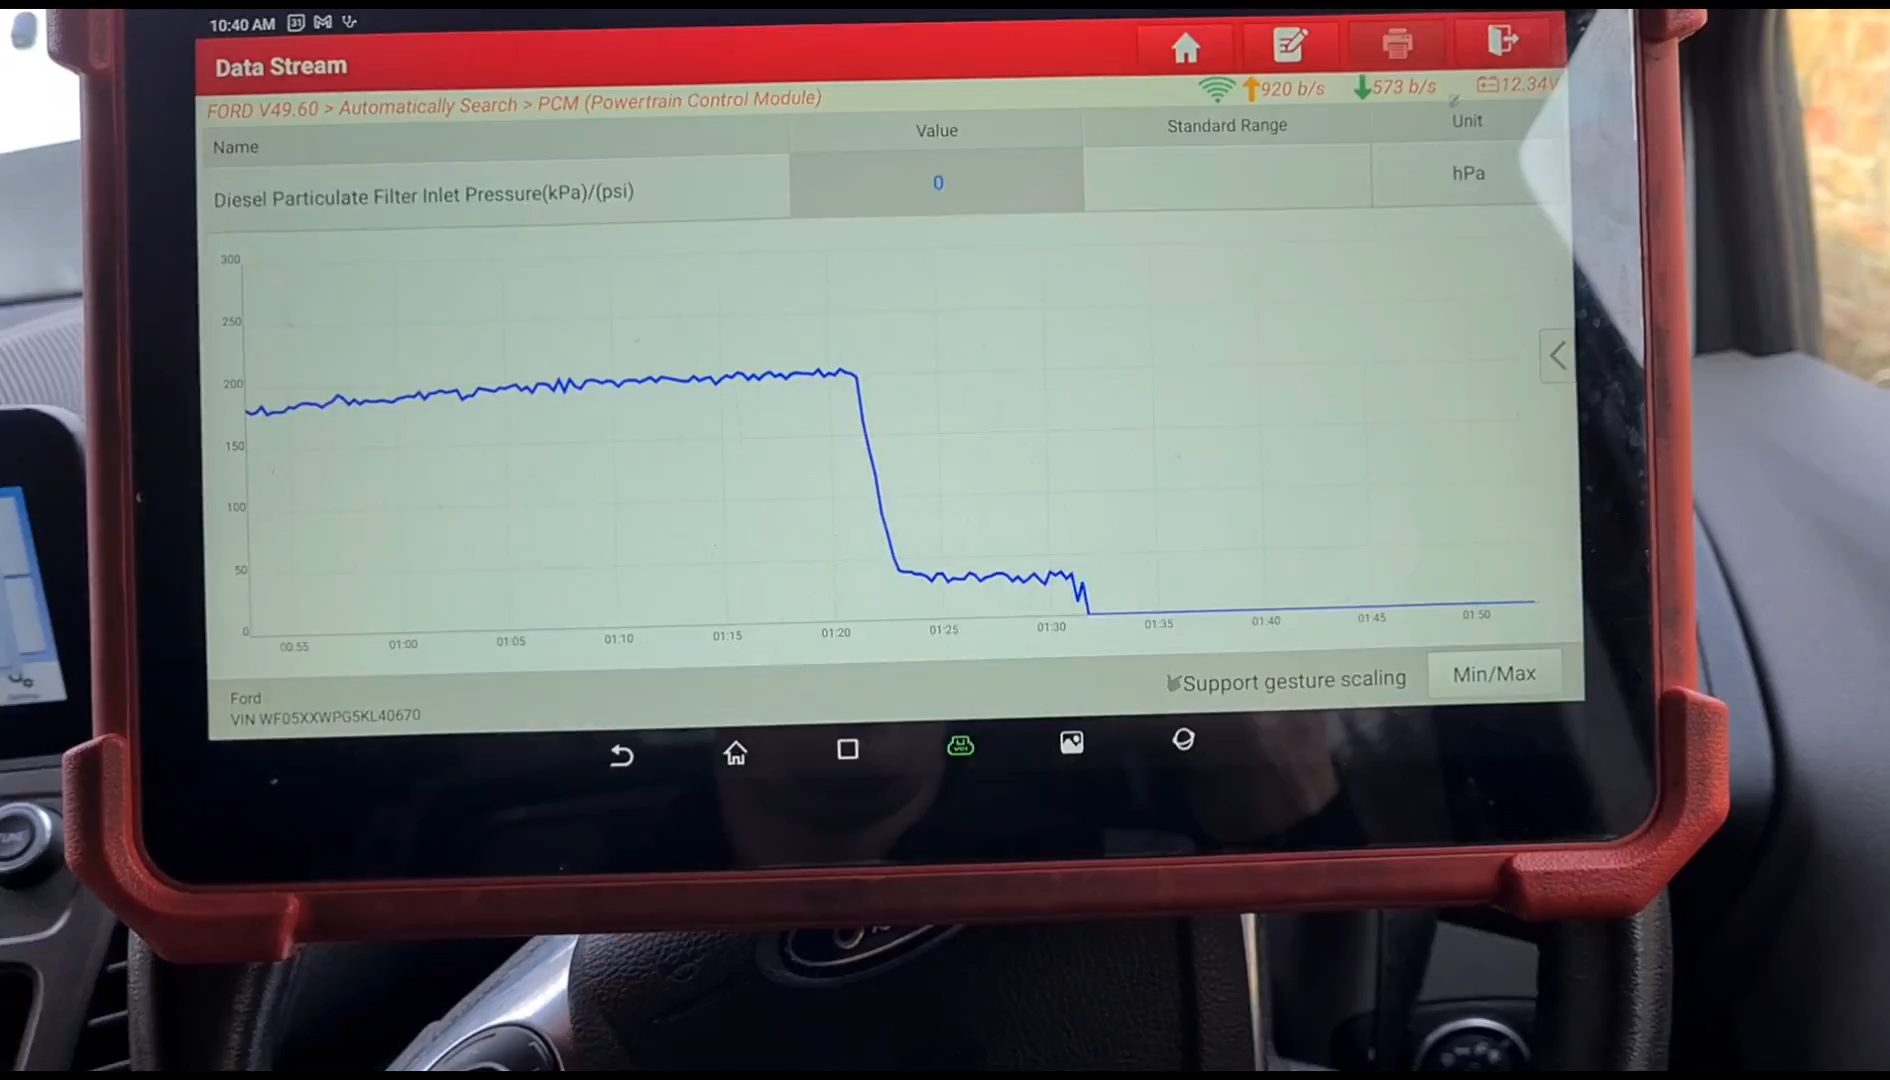 10:40 AM 31
Data Stream
FORD V49.60 > Automatically Search > PCM (Powertrain Control Module)
920 b/s 573 b/s 12.34V
Name Value Standard Range Unit
Diesel Particulate Filter Inlet Pressure(kPa)/(psi) 0 hPa
300
250
200
150
100
50
0
00:55 01:00 01:05 01:10 01:15 01:20 01:25 01:30 01:35 01:40 01:45 01:50
Support gesture scaling Min/Max
Ford
VIN WF05XXWPG5KL40670
VCI
TUNE